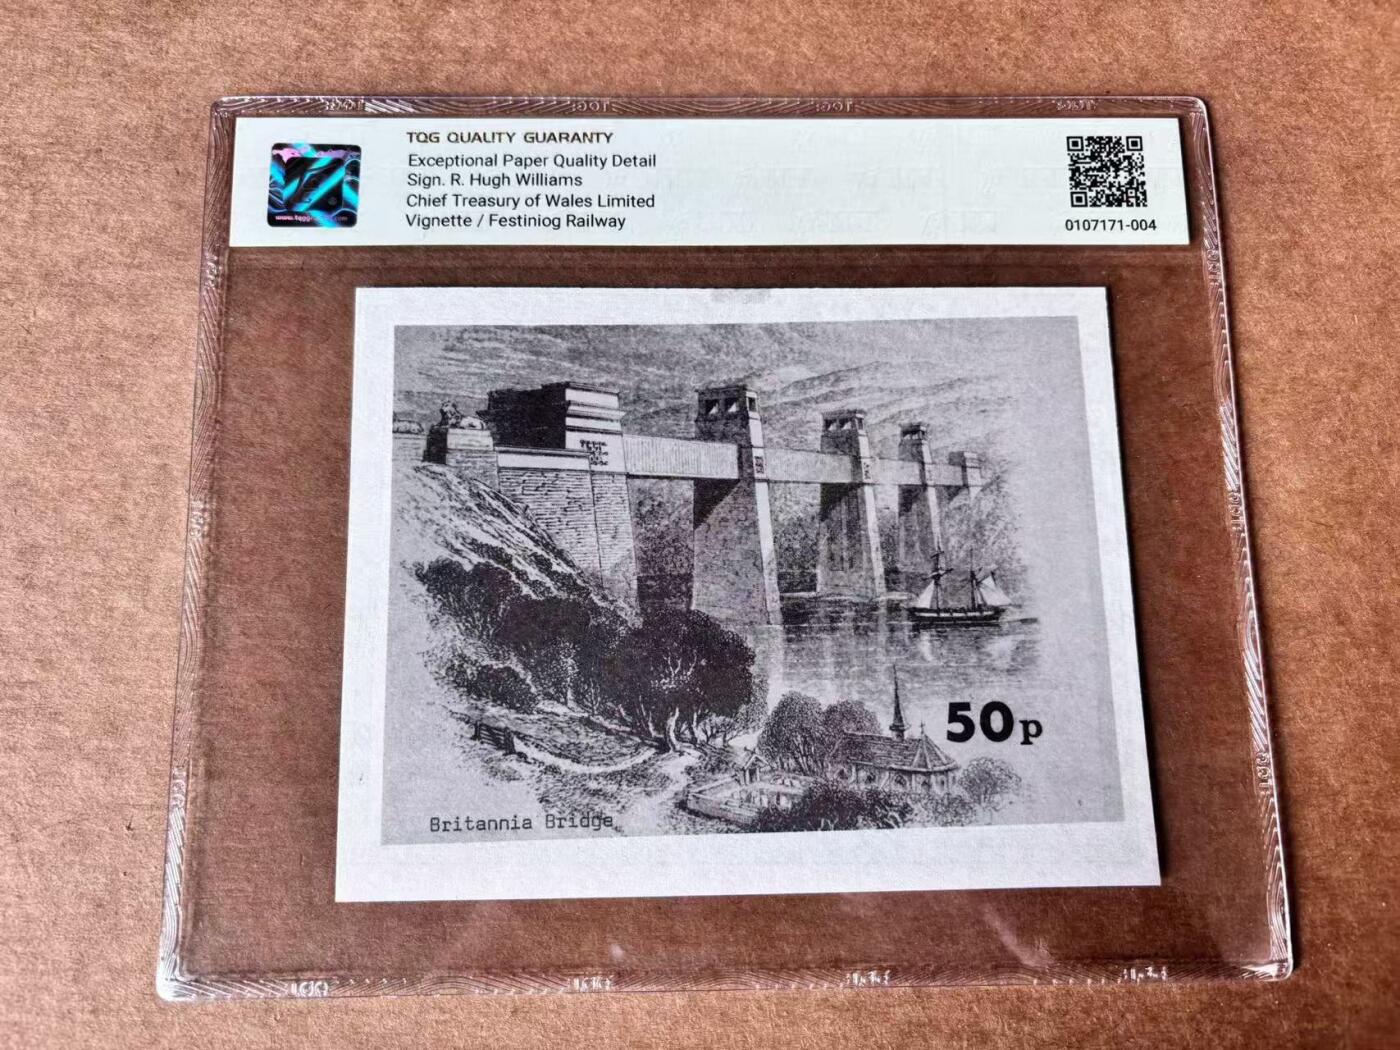 TQG QUALITY GUARANTY
Exceptional Paper Quality Detail
Sign. R. Hugh Williams
Chief Treasury of Wales Limited
Vignette / Festiniog Railway
0107171-004
50p
Britannia Bridge